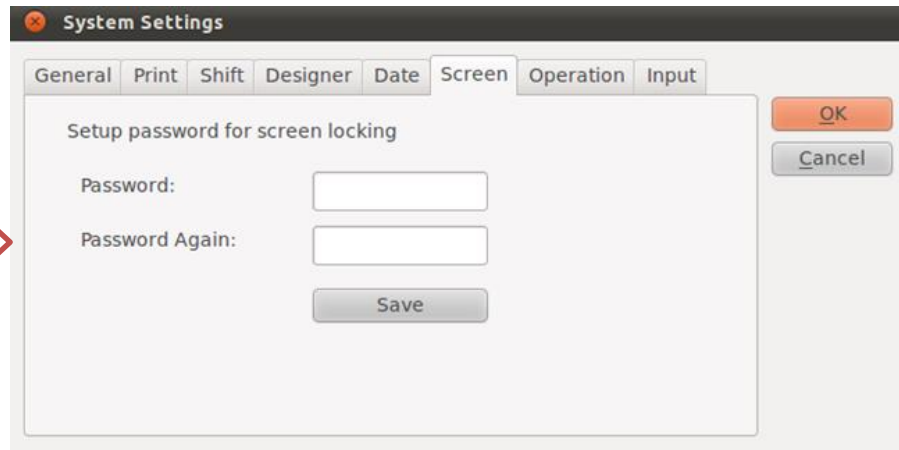 System Settings
General Print Shift Designer Date Screen Operation Input
OK
Setup password for screen locking
Cancel
Password:
Password Again:
Save